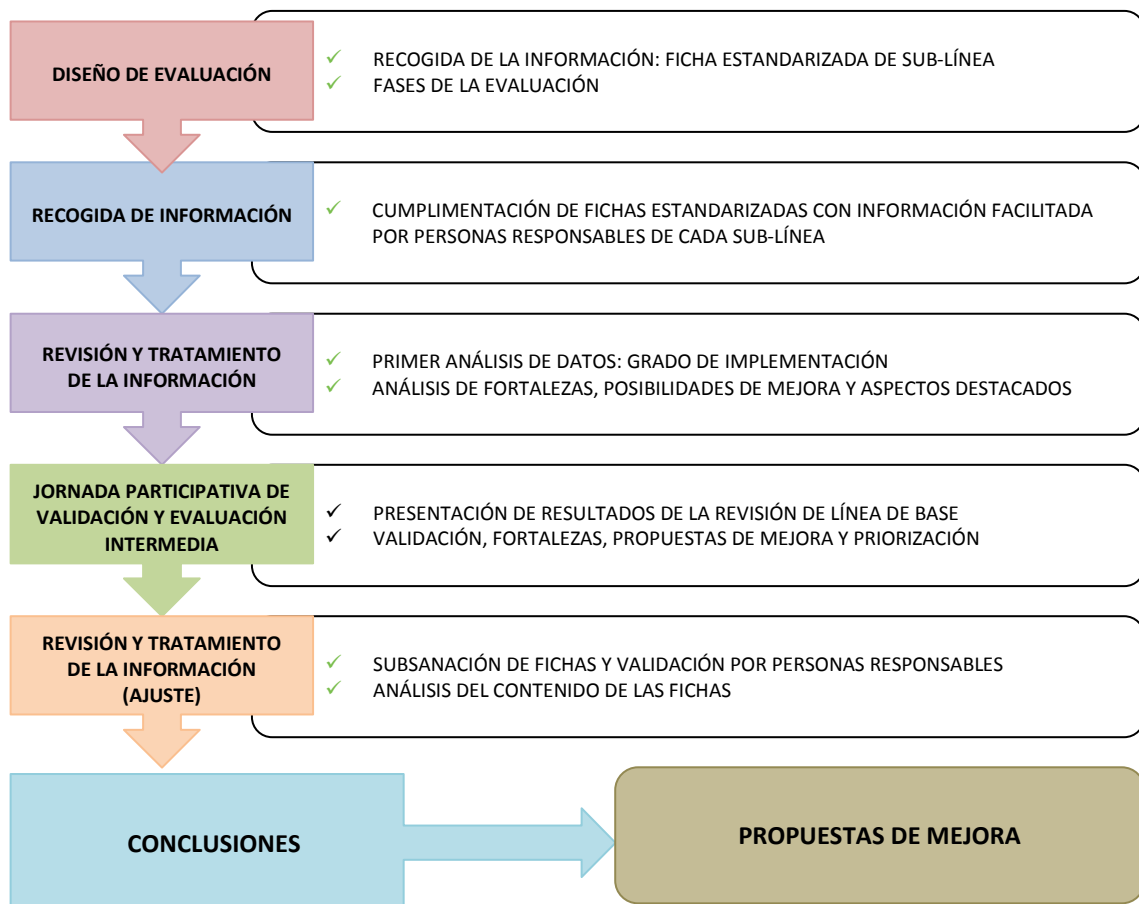 DISEÑO DE EVALUACIÓN
✓ RECOGIDA DE LA INFORMACIÓN: FICHA ESTANDARIZADA DE SUB-LÍNEA
✓ FASES DE LA EVALUACIÓN
RECOGIDA DE INFORMACIÓN
✓ CUMPLIMENTACIÓN DE FICHAS ESTANDARIZADAS CON INFORMACIÓN FACILITADA
POR PERSONAS RESPONSABLES DE CADA SUB-LÍNEA
REVISIÓN Y TRATAMIENTO
DE LA INFORMACIÓN
✓ PRIMER ANÁLISIS DE DATOS: GRADO DE IMPLEMENTACIÓN
✓ ANÁLISIS DE FORTALEZAS, POSIBILIDADES DE MEJORA Y ASPECTOS DESTACADOS
JORNADA PARTICIPATIVA DE
VALIDACIÓN Y EVALUACIÓN
INTERMEDIA
✓ PRESENTACIÓN DE RESULTADOS DE LA REVISIÓN DE LÍNEA DE BASE
✓ VALIDACIÓN, FORTALEZAS, PROPUESTAS DE MEJORA Y PRIORIZACIÓN
REVISIÓN Y TRATAMIENTO
DE LA INFORMACIÓN
(AJUSTE)
✓ SUBSANACIÓN DE FICHAS Y VALIDACIÓN POR PERSONAS RESPONSABLES
✓ ANÁLISIS DEL CONTENIDO DE LAS FICHAS
CONCLUSIONES
PROPUESTAS DE MEJORA